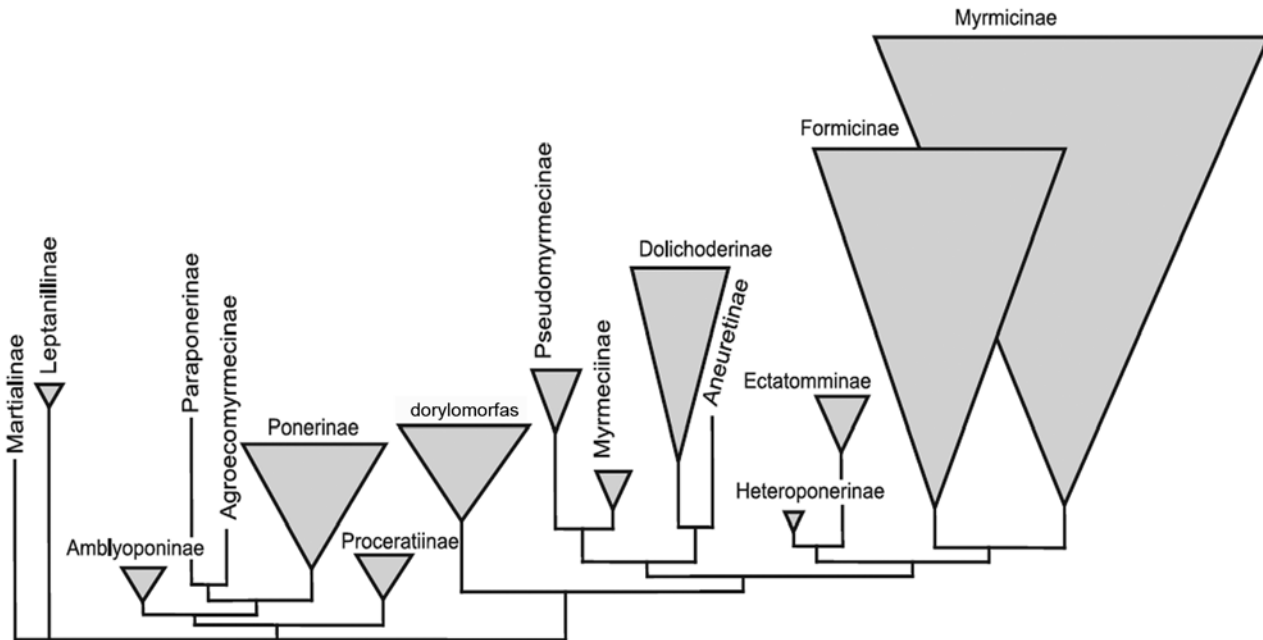 Myrmicinae
Formicinae
Dolichoderinae
Pseudomyrmecinae
Aneuretinae
Leptanillinae
Paraponerinae
Agroecomyrmecinae
Ectatomminae
Martialinae
Ponerinae
dorylomorfas
Myrmeciinae
Heteroponerinae
Amblyoponinae
Proceratiinae